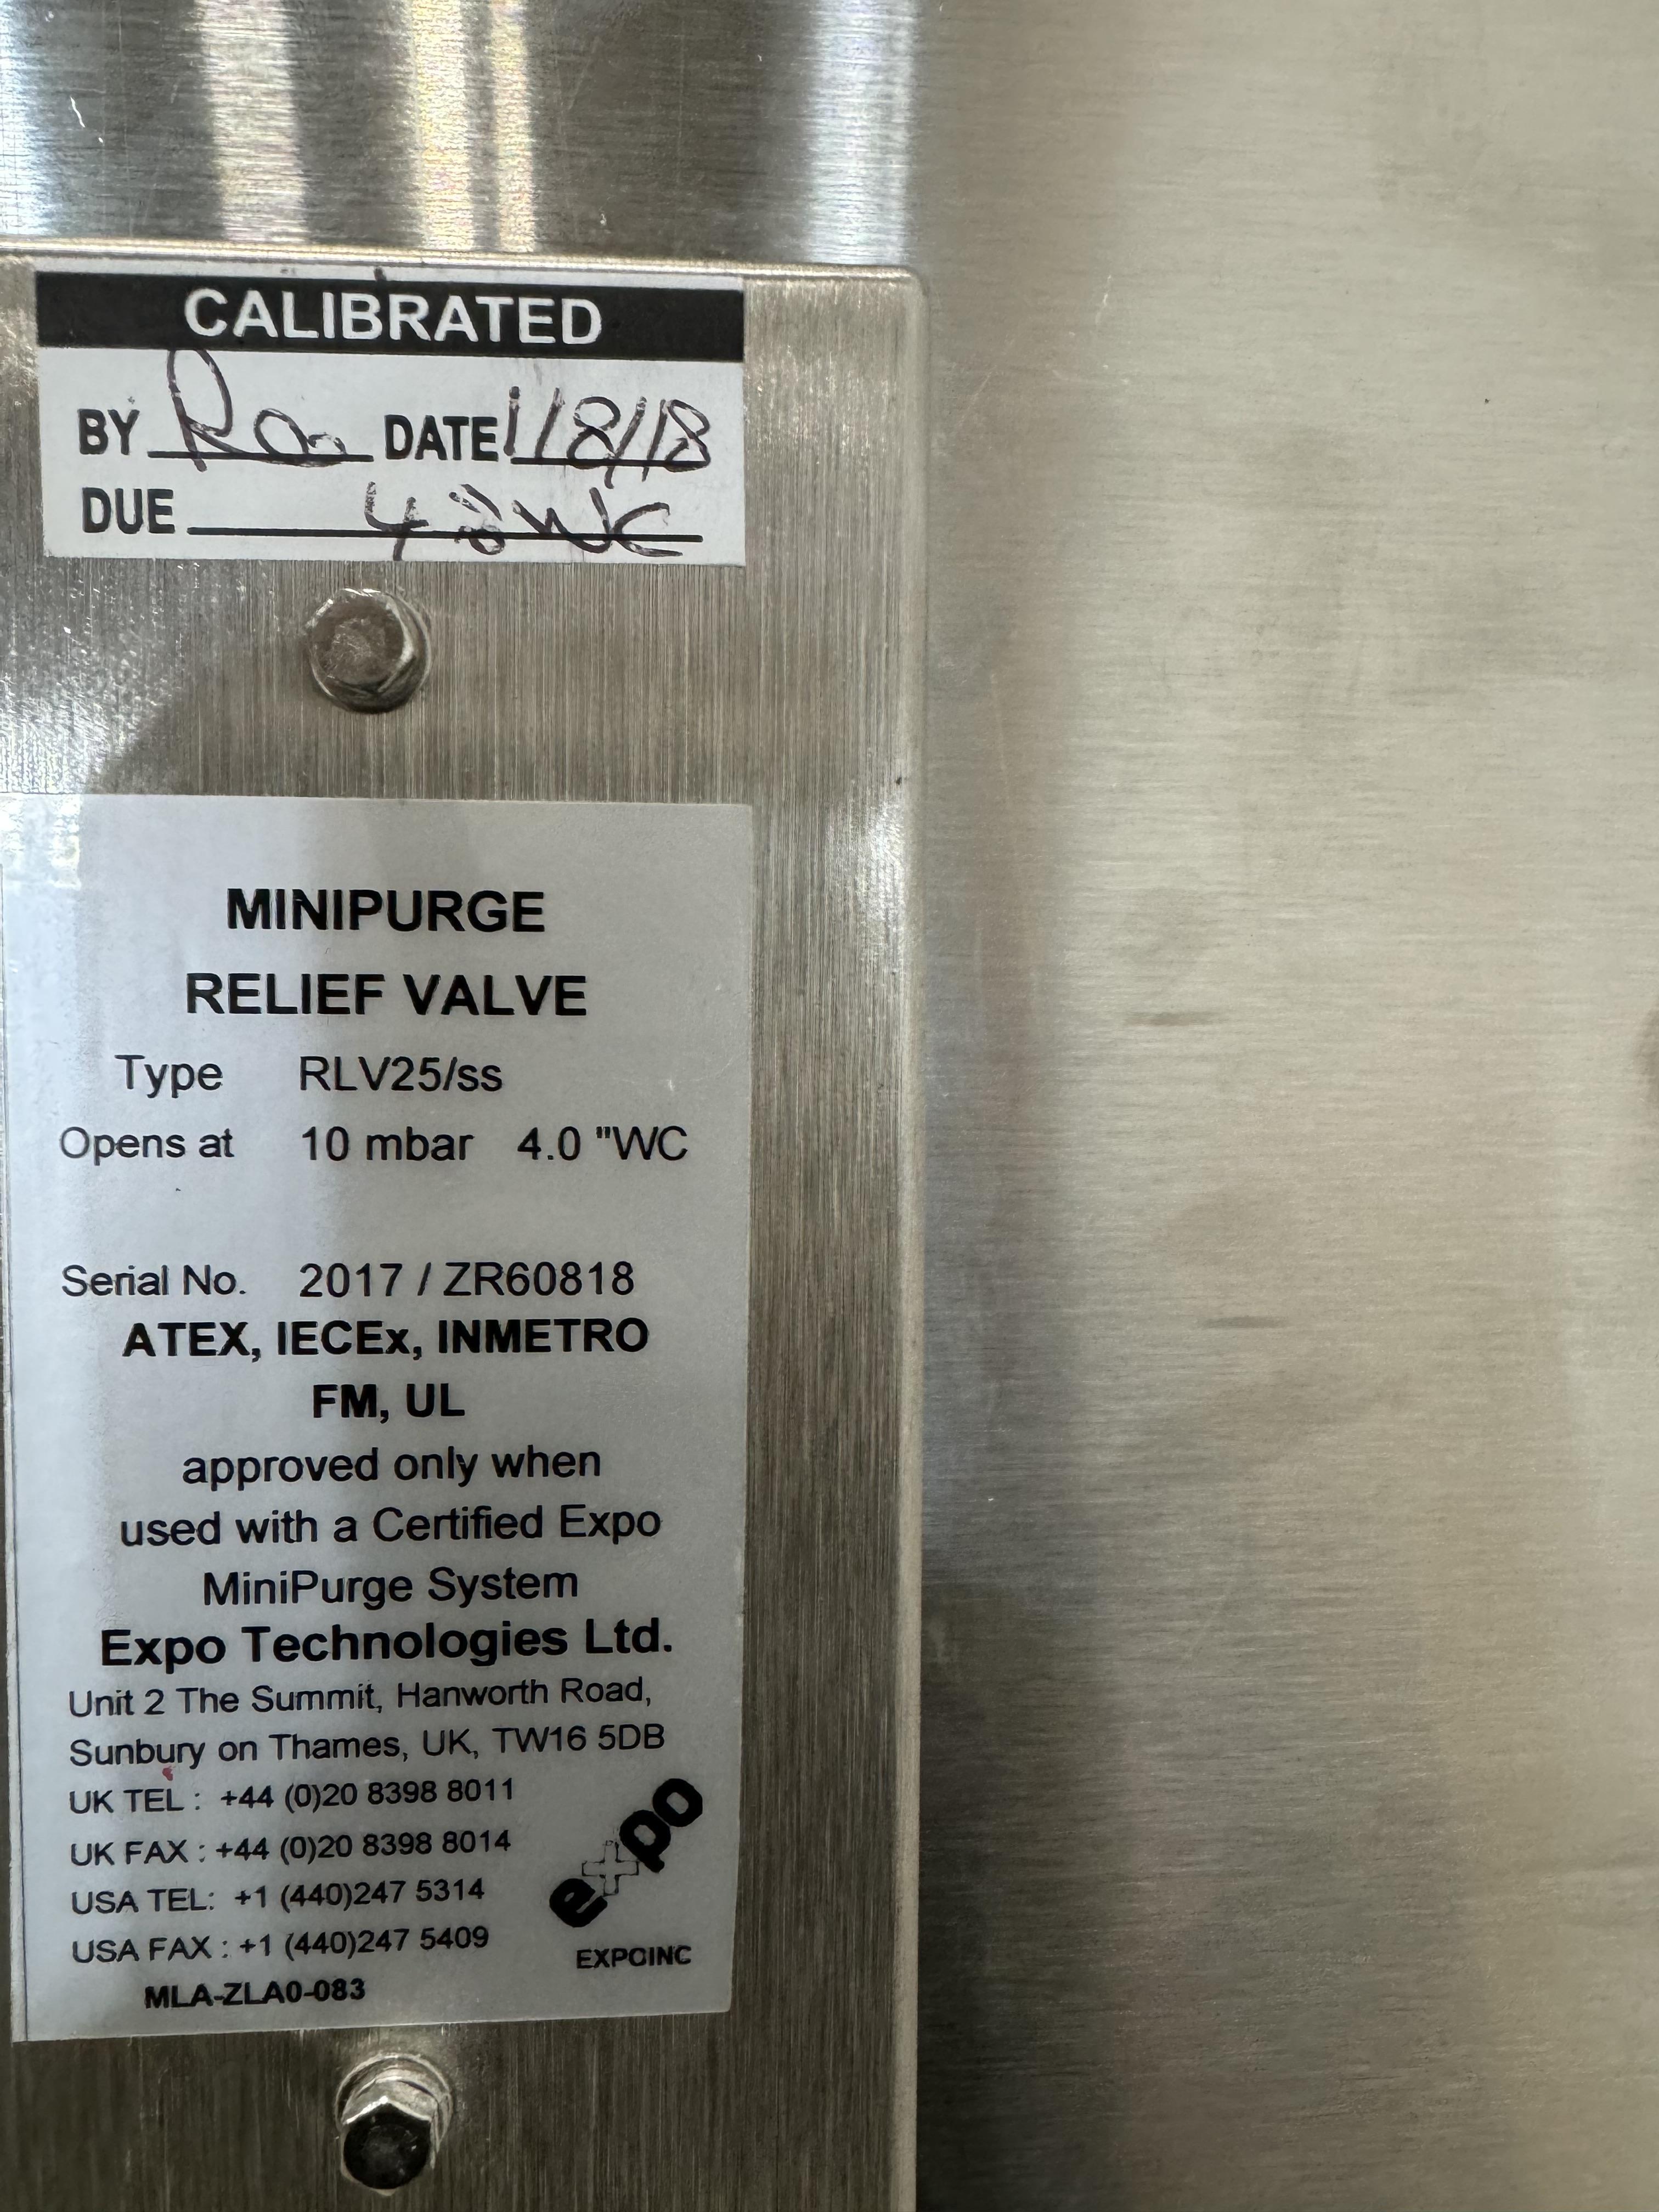 CALIBRATED
BY DATE 1/8/18
DUE 4 "WC
MINIPURGE
RELIEF VALVE
Type RLV25/ss
Opens at 10 mbar 4.0 "WC
Serial No. 2017 / ZR60818
ATEX, IECEx, INMETRO
FM, UL
approved only when
used with a Certified Expo
MiniPurge System
Expo Technologies Ltd.
Unit 2 The Summit, Hanworth Road,
Sunbury on Thames, UK, TW16 5DB
UK TEL : +44 (0)20 8398 8011
UK FAX : +44 (0)20 8398 8014
USA TEL: +1 (440)247 5314
USA FAX : +1 (440)247 5409
expo
EXPOINC
MLA-ZLA0-083